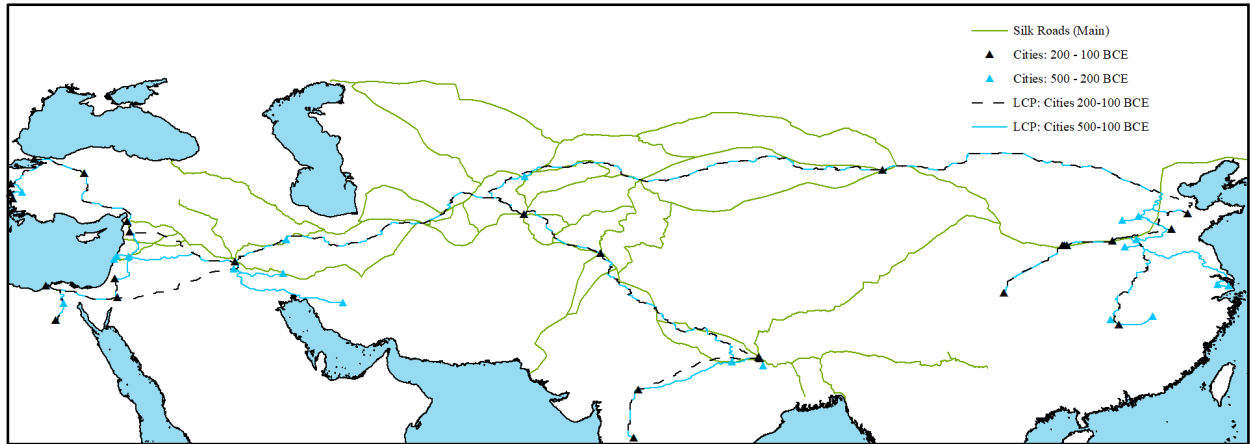 Silk Roads (Main)
Cities: 200 - 100 BCE
Cities: 500 - 200 BCE
LCP: Cities 200-100 BCE
LCP: Cities 500-100 BCE